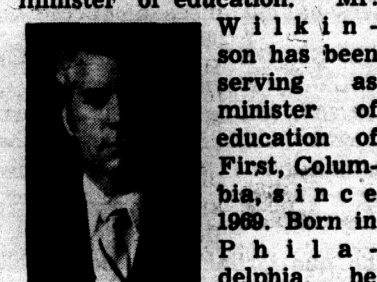 minister of education. Mr.
Wilkin-
son has been
serving as
minister of
education of
First, Colum-
bia, since
1969. Born in
Phila-
delphia he